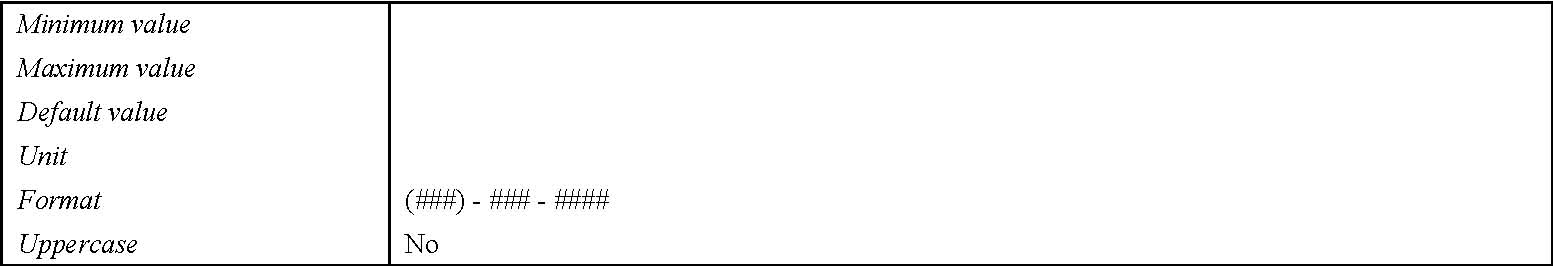 Minimum value
Maximum value
Default value
Unit
Format (###) - ### - ####
Uppercase No